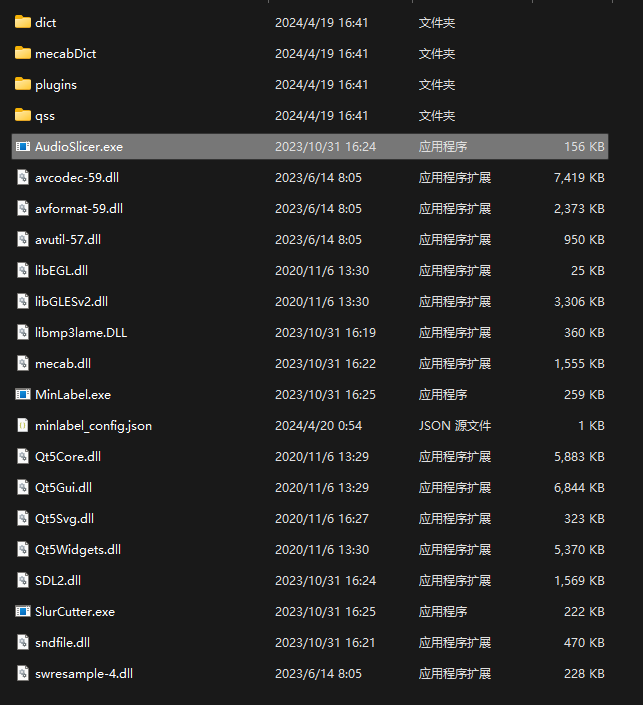 dict 2024/4/19 16:41 文件夹
mecabDict 2024/4/19 16:41 文件夹
plugins 2024/4/19 16:41 文件夹
qss 2024/4/19 16:41 文件夹
AudioSlicer.exe 2023/10/31 16:24 应用程序 156 KB
avcodec-59.dll 2023/6/14 8:05 应用程序扩展 7,419 KB
avformat-59.dll 2023/6/14 8:05 应用程序扩展 2,373 KB
avutil-57.dll 2023/6/14 8:05 应用程序扩展 950 KB
libEGL.dll 2020/11/6 13:30 应用程序扩展 25 KB
libGLESv2.dll 2020/11/6 13:30 应用程序扩展 3,306 KB
libmp3lame.DLL 2023/10/31 16:19 应用程序扩展 360 KB
mecab.dll 2023/10/31 16:22 应用程序扩展 1,555 KB
MinLabel.exe 2023/10/31 16:25 应用程序 259 KB
minlabel_config.json 2024/4/20 0:54 JSON 源文件 1 KB
Qt5Core.dll 2020/11/6 13:29 应用程序扩展 5,883 KB
Qt5Gui.dll 2020/11/6 13:29 应用程序扩展 6,844 KB
Qt5Svg.dll 2020/11/6 16:27 应用程序扩展 323 KB
Qt5Widgets.dll 2020/11/6 13:30 应用程序扩展 5,370 KB
SDL2.dll 2023/10/31 16:24 应用程序扩展 1,569 KB
SlurCutter.exe 2023/10/31 16:25 应用程序 222 KB
sndfile.dll 2023/10/31 16:21 应用程序扩展 470 KB
swresample-4.dll 2023/6/14 8:05 应用程序扩展 228 KB